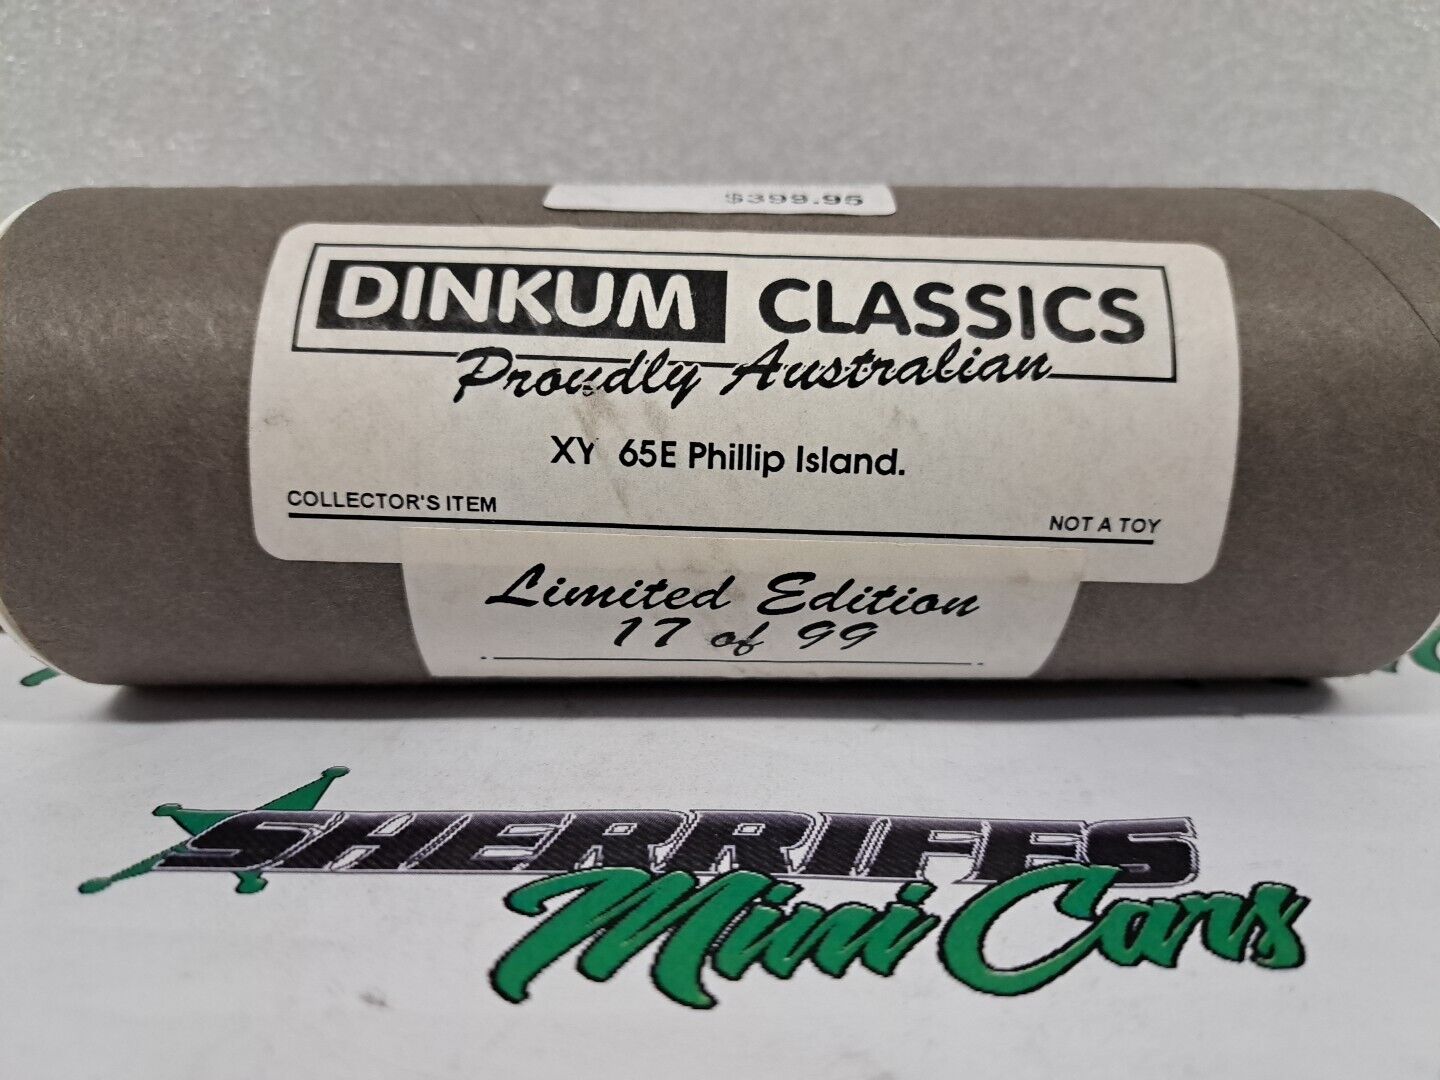 $399.95
DINKUM CLASSICS
Proudly Australian
XY 65E Phillip Island.
COLLECTOR'S ITEM
NOT A TOY
Limited Edition
17 of 99
SHERRIFFS
Mini Cars